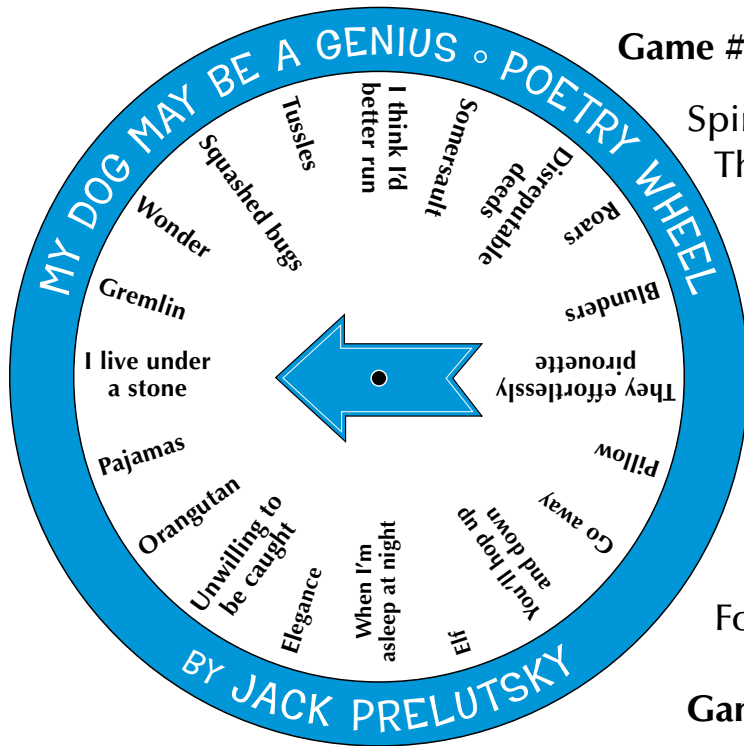 MY DOG MAY BE A GENIUS ◦ POETRY WHEEL
BY JACK PRELUTSKY
I think I'd
better run
Somersault
Disreputable
deeds
Roars
Blunders
They effortlessly
pirouette
Pillow
Go away
You'll hop up
and down
Elf
When I'm
asleep at night
Elegance
Unwilling to
be caught
Orangutan
Pajamas
I live under
a stone
Gremlin
Wonder
Squashed bugs
Tussles
Game #
Spin
Th
Fo
Gam